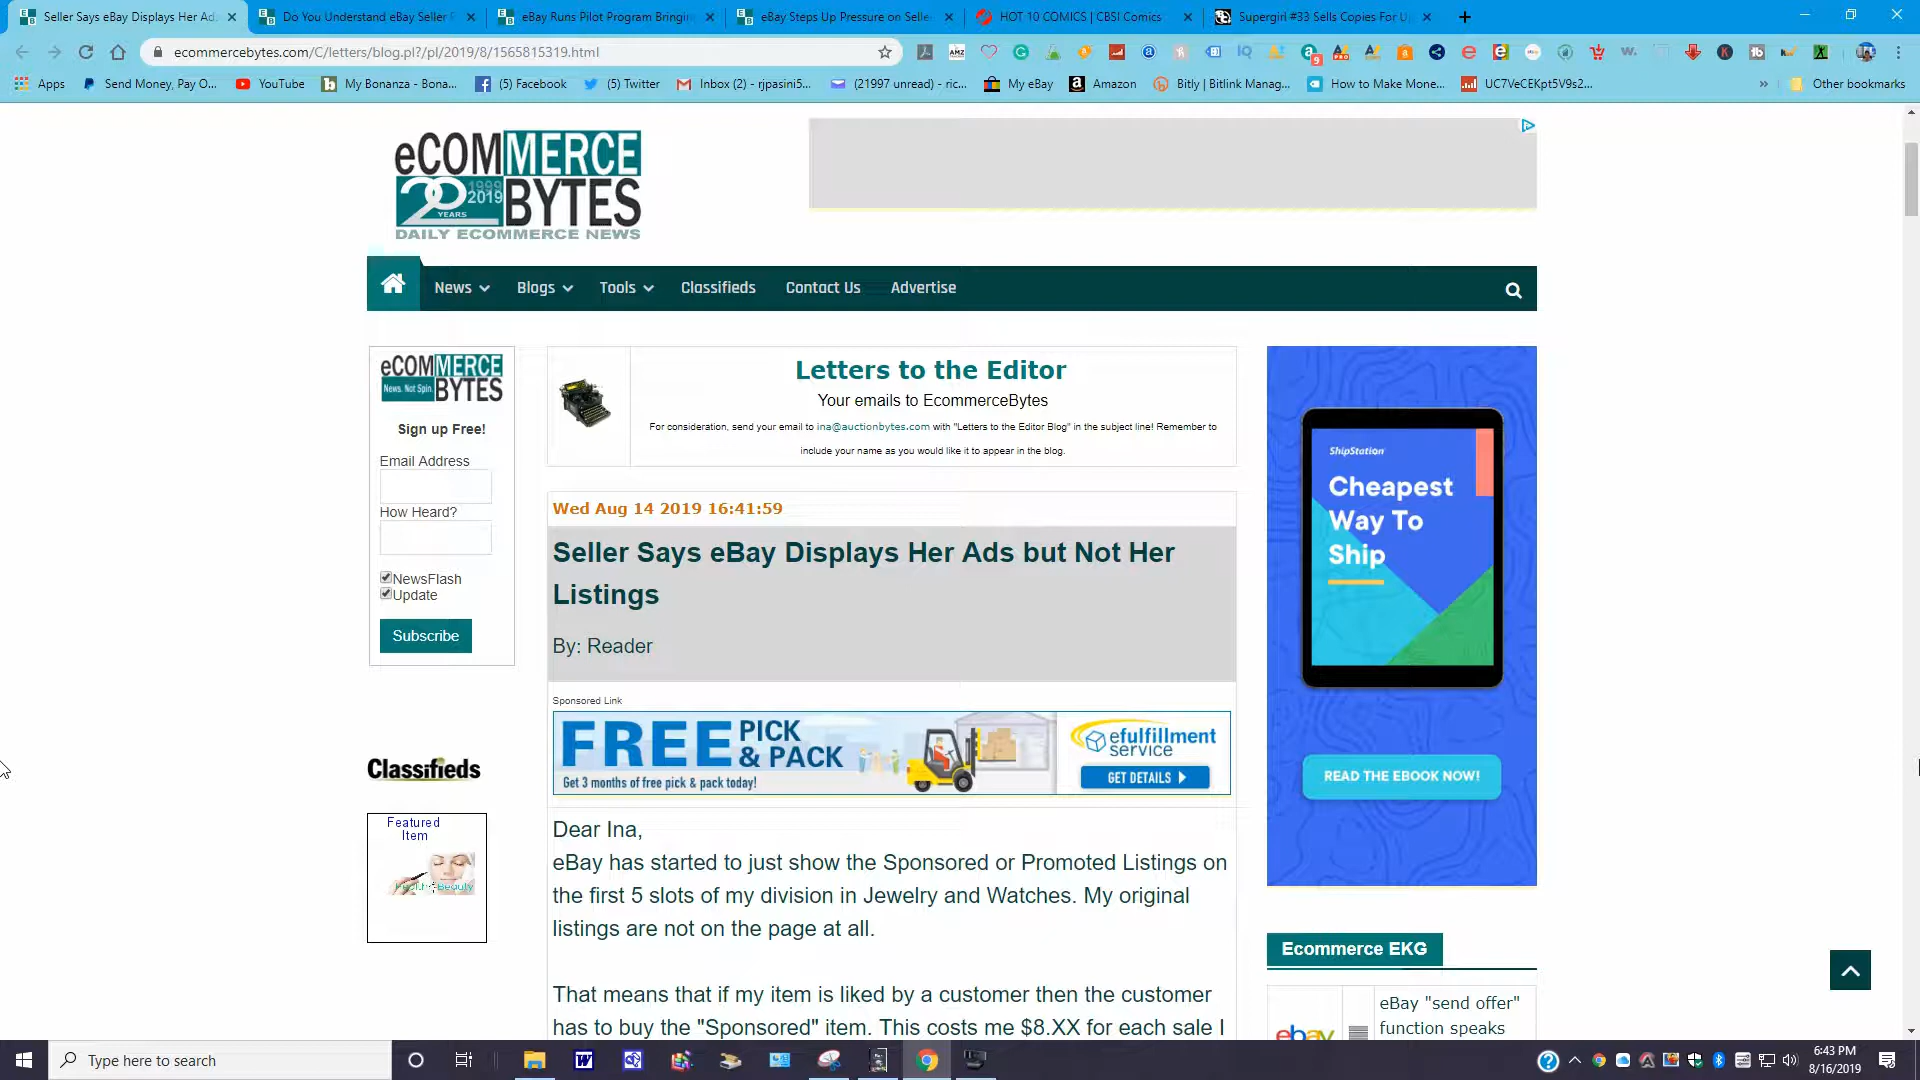 Seller Says eBay Displays Her Ad
Do You Understand eBay Seller P
eBay Runs Pilot Program Bringin
eBay Steps Up Pressure on Selle
HOT 10 COMICS | CBSI Comics
Supergirl #33 Sells Copies For U
ecommercebytes.com/C/letters/blog.pl?/pl/2019/8/1565815319.html
Apps
Send Money, Pay O...
YouTube
My Bonanza - Bona...
(5) Facebook
(5) Twitter
Inbox (2) - rjpasini5...
(21997 unread) - ric...
My eBay
Amazon
Bitly | Bitlink Manag...
How to Make Mone...
UC7VeCEKpt5V9s2...
Other bookmarks
eCOMMERCE
20 YEARS 1999 2019 BYTES
DAILY ECOMMERCE NEWS
News
Blogs
Tools
Classifieds
Contact Us
Advertise
eCOMMERCE
News. Not Spin. BYTES
Sign up Free!
Email Address
How Heard?
NewsFlash
Update
Subscribe
Classifieds
Featured
Item
Health Beauty
Letters to the Editor
Your emails to EcommerceBytes
For consideration, send your email to ina@auctionbytes.com with "Letters to the Editor Blog" in the subject line! Remember to
include your name as you would like it to appear in the blog.
Wed Aug 14 2019 16:41:59
Seller Says eBay Displays Her Ads but Not Her
Listings
By: Reader
Sponsored Link
FREE PICK & PACK
Get 3 months of free pick & pack today!
efulfillment
service
GET DETAILS
Dear Ina,
eBay has started to just show the Sponsored or Promoted Listings on
the first 5 slots of my division in Jewelry and Watches. My original
listings are not on the page at all.
That means that if my item is liked by a customer then the customer
has to buy the "Sponsored" item. This costs me $8.XX for each sale I
ShipStation
Cheapest
Way To
Ship
READ THE EBOOK NOW!
Ecommerce EKG
ebay
eBay "send offer"
function speaks
Type here to search
6:43 PM
8/16/2019